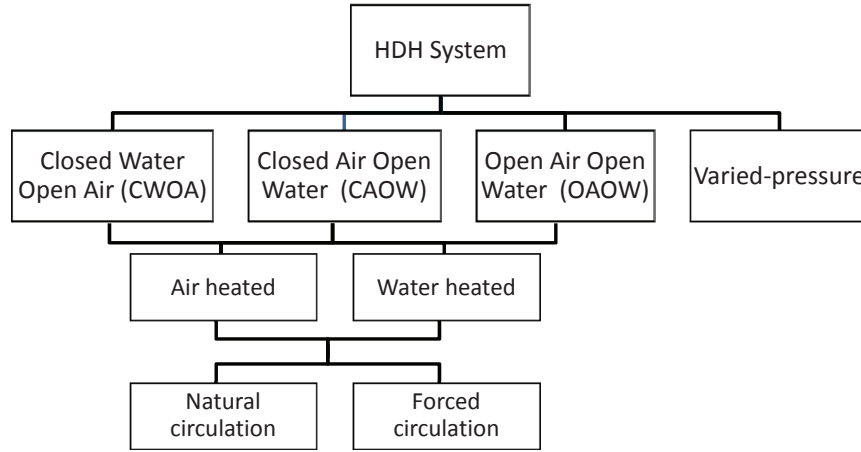 HDH System
Closed Water
Open Air (CWOA)
Closed Air Open
Water (CAOW)
Open Air Open
Water (OAOW)
Varied-pressure
Air heated
Water heated
Natural
circulation
Forced
circulation